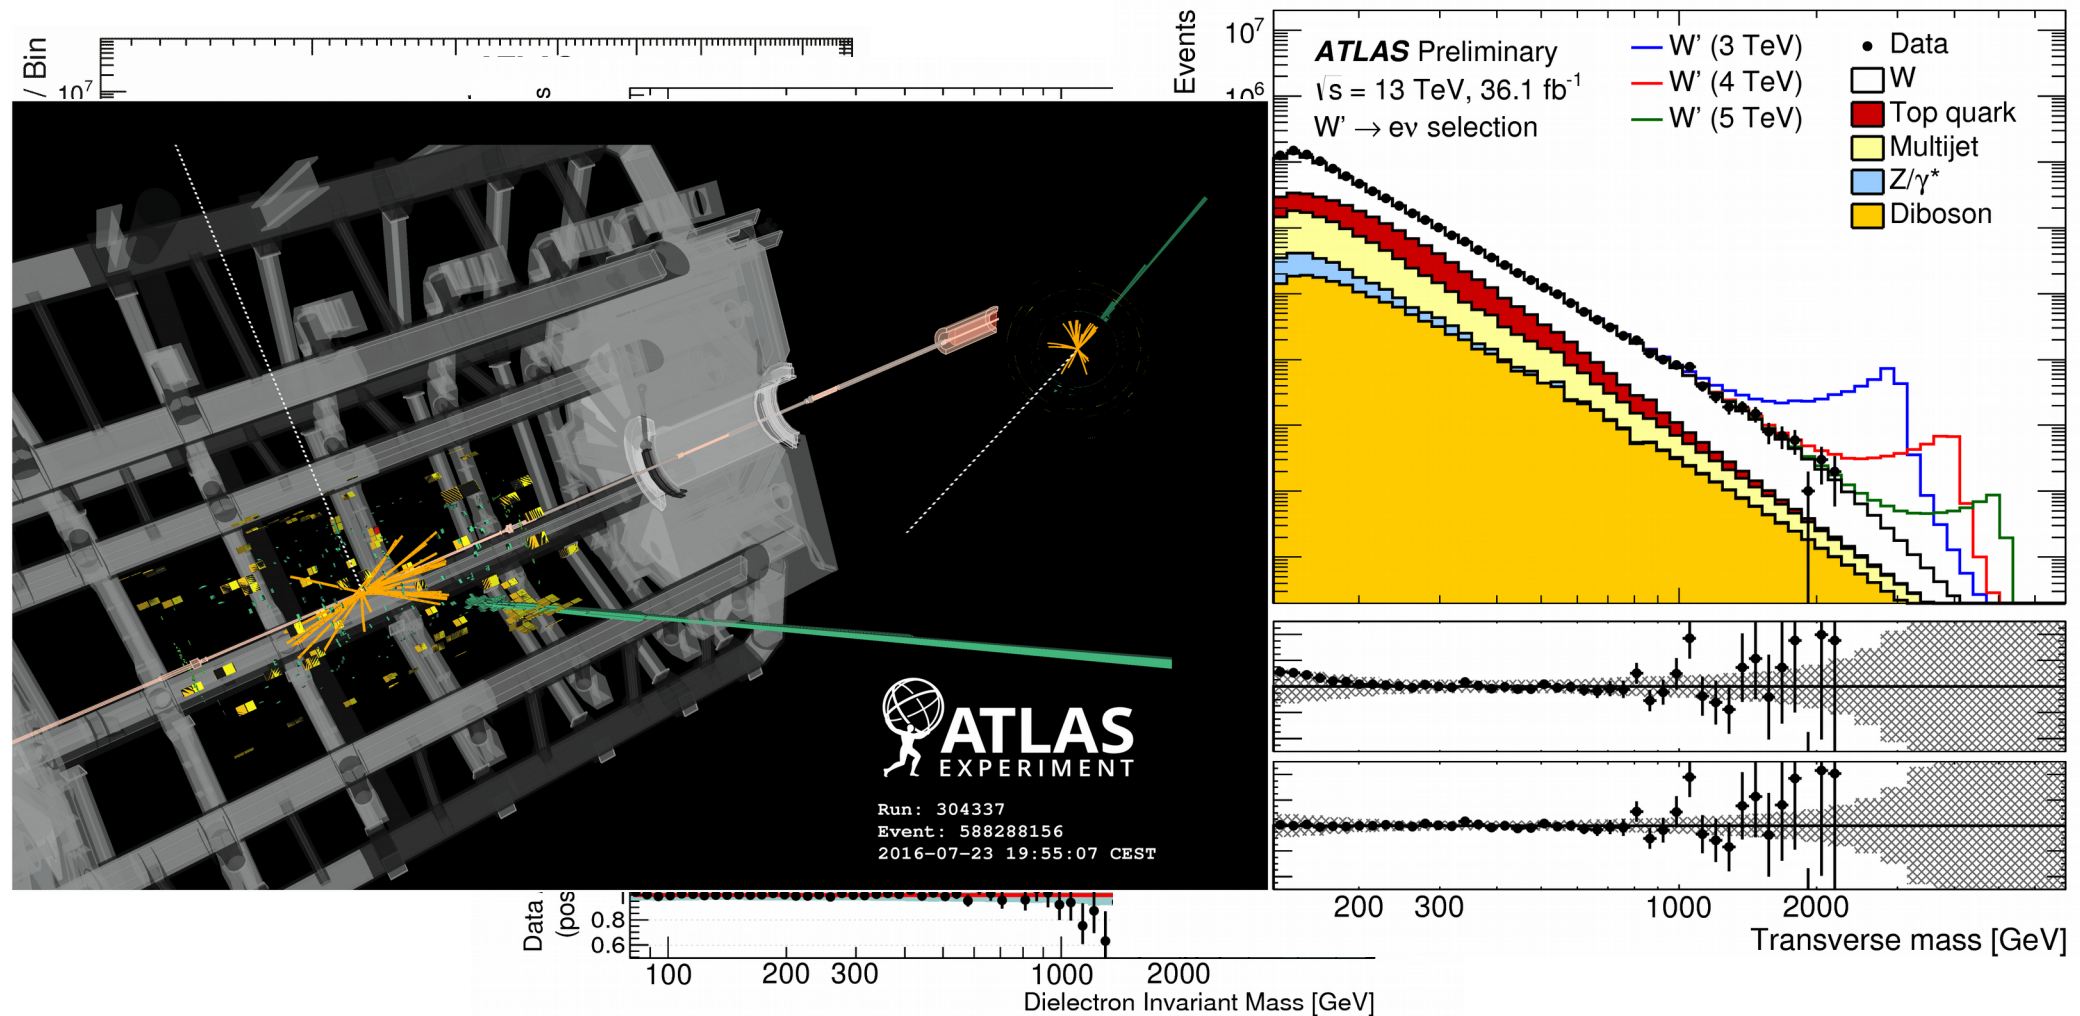 / Bin
10⁷
s
Events
10⁷
10⁶
ATLAS Preliminary
√s = 13 TeV, 36.1 fb⁻¹
W' → eν selection
W' (3 TeV)
W' (4 TeV)
W' (5 TeV)
Data
W
Top quark
Multijet
Z/γ*
Diboson
ATLAS
EXPERIMENT
Run: 304337
Event: 588288156
2016-07-23 19:55:07 CEST
200 300 1000 2000
Transverse mass [GeV]
Data
(pos
1
0.8
0.6
100 200 300 1000 2000
Dielectron Invariant Mass [GeV]